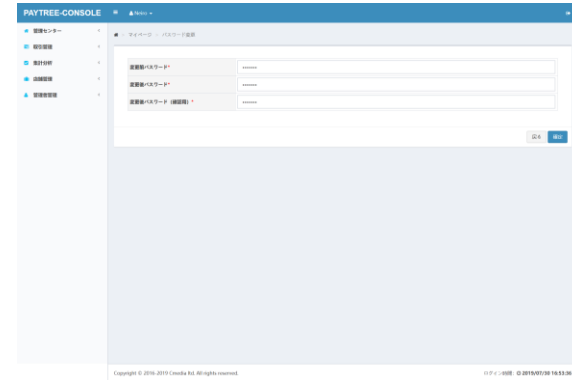 PAYTREE-CONSOLE
管理センター
取引管理
集計分析
店舗管理
管理者管理
マイページ > パスワード変更
変更前パスワード*
変更後パスワード*
変更後パスワード（確認用）*
戻る
確定
Copyright © 2016-2019 Cmedia ltd. All rights reserved.
ログイン時間：2019/07/30 16:53:36